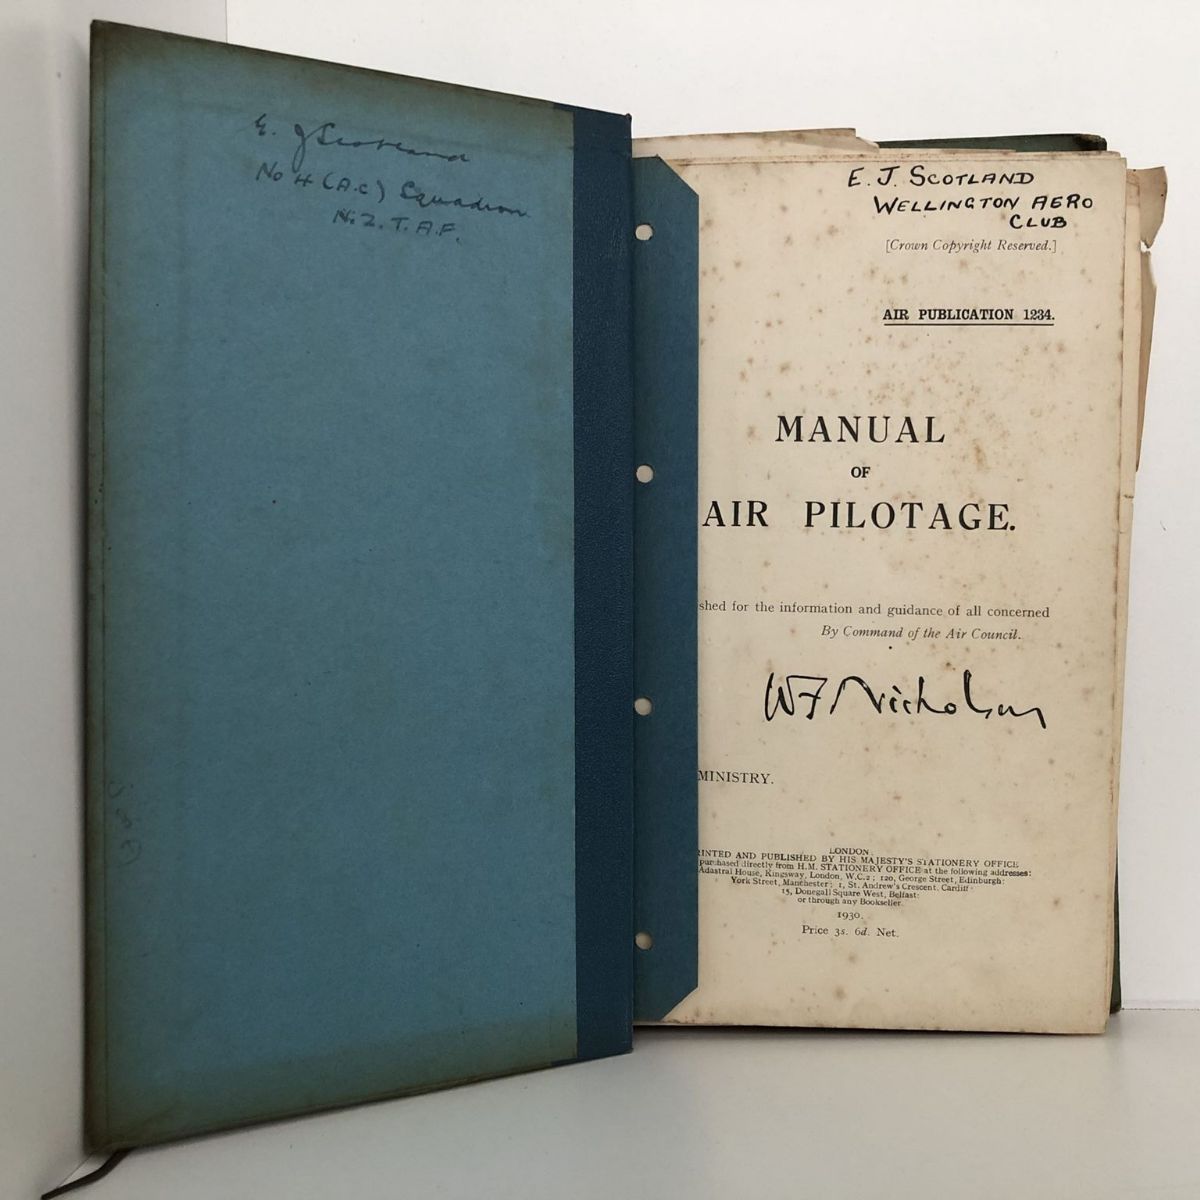 E. J Scotland
No 4 (A.C) Squadron
N.Z.T.A.F.
E. J. SCOTLAND
WELLINGTON AERO
CLUB
[Crown Copyright Reserved.]
AIR PUBLICATION 1234.
MANUAL
OF
AIR PILOTAGE.
shed for the information and guidance of all concerned
By Command of the Air Council.
WF Nicholson
MINISTRY.
LONDON:
RINTED AND PUBLISHED BY HIS MAJESTY'S STATIONERY OFFICE
purchased directly from H.M. STATIONERY OFFICE at the following addresses:
Adastral House, Kingsway, London, W.C.2; 120, George Street, Edinburgh:
York Street, Manchester; 1, St. Andrew's Crescent, Cardiff:
15, Donegall Square West, Belfast:
or through any Bookseller.
1930.
Price 3s. 6d. Net.